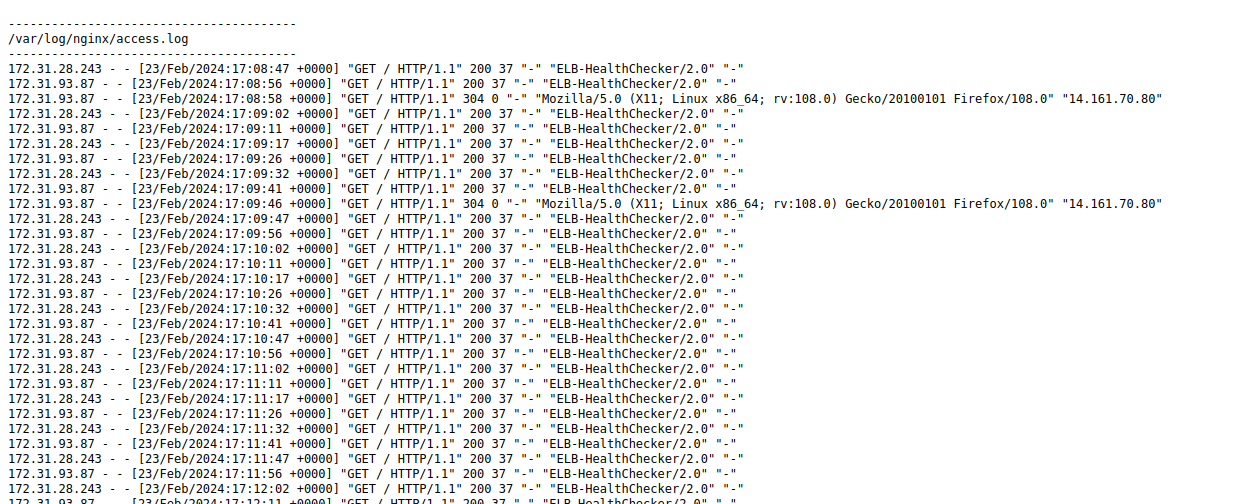 ----------------------------------------
/var/log/nginx/access.log
----------------------------------------
172.31.28.243 - - [23/Feb/2024:17:08:47 +0000] "GET / HTTP/1.1" 200 37 "-" "ELB-HealthChecker/2.0" "-"
172.31.93.87 - - [23/Feb/2024:17:08:56 +0000] "GET / HTTP/1.1" 200 37 "-" "ELB-HealthChecker/2.0" "-
172.31.93.87 - - [23/Feb/2024:17:08:58 +0000] "GET / HTTP/1.1" 304 0 "-" "Mozilla/5.0 (X11; Linux x86_64; rv:108.0) Gecko/20100101 Firefox/108.0" "14.161.70.80"
172.31.28.243 - - [23/Feb/2024:17:09:02 +0000] "GET / HTTP/1.1" 200 37 "-" "ELB-HealthChecker/2.0" "-"
172.31.93.87 - - [23/Feb/2024:17:09:11 +0000] "GET / HTTP/1.1" 200 37 "-" "ELB-HealthChecker/2.0" "-"
172.31.28.243 - - [23/Feb/2024:17:09:17 +0000] "GET / HTTP/1.1" 200 37 "-" "ELB-HealthChecker/2.0" "-"
172.31.93.87 - - [23/Feb/2024:17:09:26 +0000] "GET / HTTP/1.1" 200 37 "-" "ELB-HealthChecker/2.0" "-"
172.31.28.243 - - [23/Feb/2024:17:09:32 +0000] "GET / HTTP/1.1" 200 37 "-" "ELB-HealthChecker/2.0" "-"
172.31.93.87 - - [23/Feb/2024:17:09:41 +0000] "GET / HTTP/1.1" 200 37 "-" "ELB-HealthChecker/2.0" "-"
172.31.93.87 - - [23/Feb/2024:17:09:46 +0000] "GET / HTTP/1.1" 304 0 "-" "Mozilla/5.0 (X11; Linux x86_64; rv:108.0) Gecko/20100101 Firefox/108.0" "14.161.70.80"
172.31.28.243 - - [23/Feb/2024:17:09:47 +0000] "GET / HTTP/1.1" 200 37 "-" "ELB-HealthChecker/2.0" "-"
172.31.93.87 - - [23/Feb/2024:17:09:56 +0000] "GET / HTTP/1.1" 200 37 "-" "ELB-HealthChecker/2.0" "-"
172.31.28.243 - - [23/Feb/2024:17:10:02 +0000] "GET / HTTP/1.1" 200 37 "-" "ELB-HealthChecker/2.0" "-"
172.31.93.87 - - [23/Feb/2024:17:10:11 +0000] "GET / HTTP/1.1" 200 37 "-" "ELB-HealthChecker/2.0" "-"
172.31.28.243 - - [23/Feb/2024:17:10:17 +0000] "GET / HTTP/1.1" 200 37 "-" "ELB-HealthChecker/2.0" "-"
172.31.93.87 - - [23/Feb/2024:17:10:26 +0000] "GET / HTTP/1.1" 200 37 "-" "ELB-HealthChecker/2.0" "-"
172.31.28.243 - - [23/Feb/2024:17:10:32 +0000] "GET / HTTP/1.1" 200 37 "-" "ELB-HealthChecker/2.0" "-"
172.31.93.87 - - [23/Feb/2024:17:10:41 +0000] "GET / HTTP/1.1" 200 37 "-" "ELB-HealthChecker/2.0" "-"
172.31.28.243 - - [23/Feb/2024:17:10:47 +0000] "GET / HTTP/1.1" 200 37 "-" "ELB-HealthChecker/2.0" "-"
172.31.93.87 - - [23/Feb/2024:17:10:56 +0000] "GET / HTTP/1.1" 200 37 "-" "ELB-HealthChecker/2.0" "-"
172.31.28.243 - - [23/Feb/2024:17:11:02 +0000] "GET / HTTP/1.1" 200 37 "-" "ELB-HealthChecker/2.0" "-"
172.31.93.87 - - [23/Feb/2024:17:11:11 +0000] "GET / HTTP/1.1" 200 37 "-" "ELB-HealthChecker/2.0" "-"
172.31.28.243 - - [23/Feb/2024:17:11:17 +0000] "GET / HTTP/1.1" 200 37 "-" "ELB-HealthChecker/2.0" "-"
172.31.93.87 - - [23/Feb/2024:17:11:26 +0000] "GET / HTTP/1.1" 200 37 "-" "ELB-HealthChecker/2.0" "-"
172.31.28.243 - - [23/Feb/2024:17:11:32 +0000] "GET / HTTP/1.1" 200 37 "-" "ELB-HealthChecker/2.0" "-"
172.31.93.87 - - [23/Feb/2024:17:11:41 +0000] "GET / HTTP/1.1" 200 37 "-" "ELB-HealthChecker/2.0" "-"
172.31.28.243 - - [23/Feb/2024:17:11:47 +0000] "GET / HTTP/1.1" 200 37 "-" "ELB-HealthChecker/2.0" "-"
172.31.93.87 - - [23/Feb/2024:17:11:56 +0000] "GET / HTTP/1.1" 200 37 "-" "ELB-HealthChecker/2.0" "-"
172.31.28.243 - - [23/Feb/2024:17:12:02 +0000] "GET / HTTP/1.1" 200 37 "-" "ELB-HealthChecker/2.0" "-"